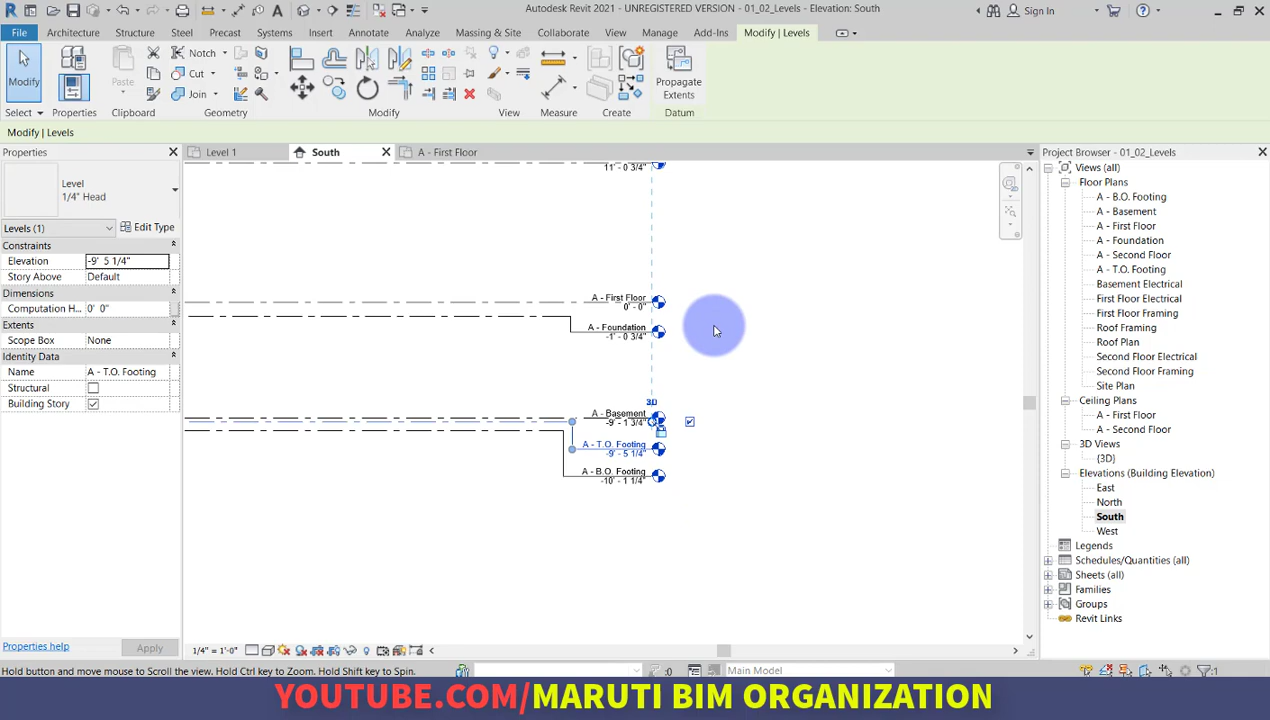 Autodesk Revit 2021 - UNREGISTERED VERSION - 01_02_Levels - Elevation: South
Sign In
File Architecture Structure Steel Precast Systems Insert Annotate Analyze Massing & Site Collaborate View Manage Add-Ins Modify | Levels
Modify
Paste
Notch
Cut
Join
Propagate
Extents
Select Properties Clipboard Geometry Modify View Measure Create Datum
Modify | Levels
Properties
Level
1/4" Head
Levels (1)
Edit Type
Constraints
Elevation -9' 5 1/4"
Story Above Default
Dimensions
Computation H... 0' 0"
Extents
Scope Box None
Identity Data
Name A - T.O. Footing
Structural
Building Story
Properties help
Apply
Level 1
South
A - First Floor
11' - 0 3/4"
A - First Floor
0' - 0"
A - Foundation
-1' - 0 3/4"
3D
A - Basement
-9' - 1 3/4"
A - T.O. Footing
-9' - 5 1/4"
A - B.O. Footing
-10' - 1 1/4"
1/4" = 1'-0"
Project Browser - 01_02_Levels
Views (all)
Floor Plans
A - B.O. Footing
A - Basement
A - First Floor
A - Foundation
A - Second Floor
A - T.O. Footing
Basement Electrical
First Floor Electrical
First Floor Framing
Roof Framing
Roof Plan
Second Floor Electrical
Second Floor Framing
Site Plan
Ceiling Plans
A - First Floor
A - Second Floor
3D Views
{3D}
Elevations (Building Elevation)
East
North
South
West
Legends
Schedules/Quantities (all)
Sheets (all)
Families
Groups
Revit Links
Hold button and move mouse to Scroll the view. Hold Ctrl key to Zoom. Hold Shift key to Spin.
:0
Main Model
:1
YOUTUBE.COM/MARUTI BIM ORGANIZATION